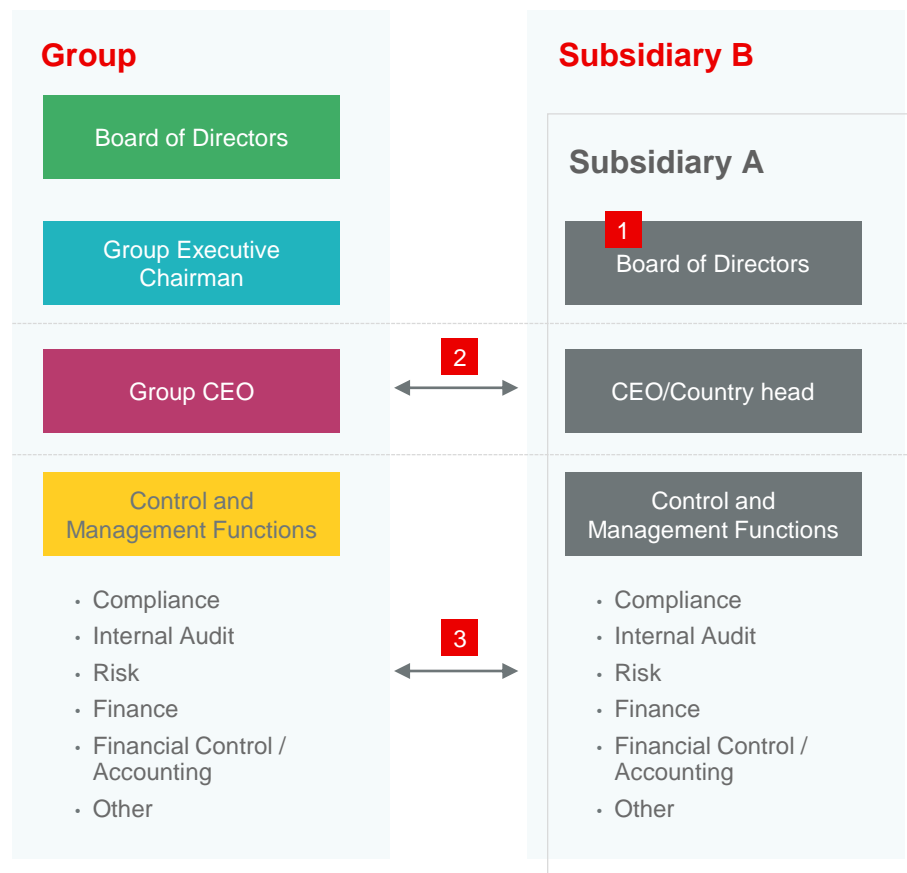 Group
Board of Directors
Group Executive
Chairman
Group CEO
Control and
Management Functions
• Compliance
• Internal Audit
• Risk
• Finance
• Financial Control /
Accounting
• Other
2
3
Subsidiary B
Subsidiary A
1
Board of Directors
CEO/Country head
Control and
Management Functions
• Compliance
• Internal Audit
• Risk
• Finance
• Financial Control /
Accounting
• Other